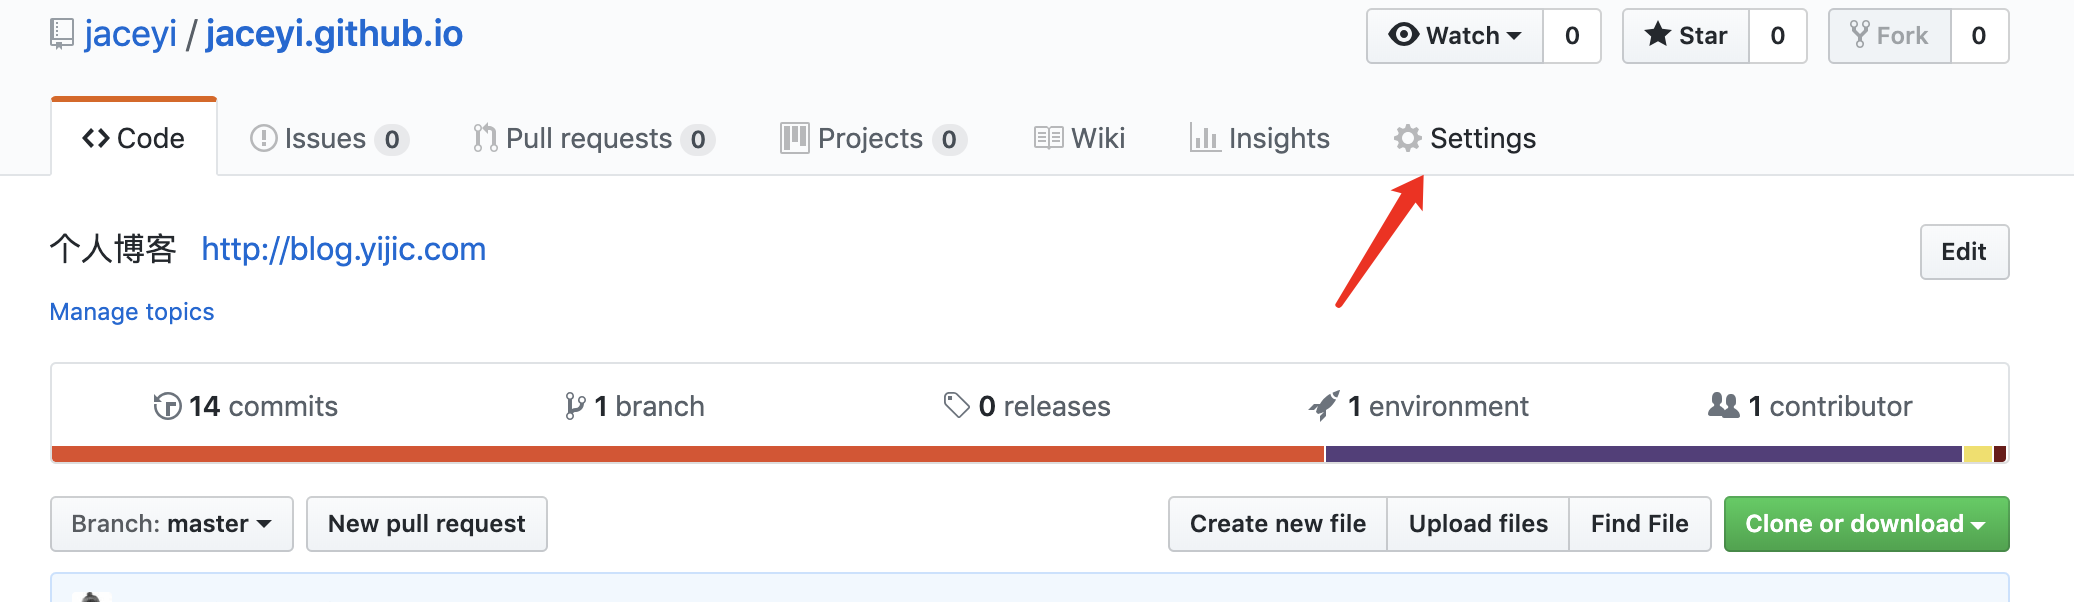 jaceyi / jaceyi.github.io Watch 0 Star 0 Fork 0
Code Issues 0 Pull requests 0 Projects 0 Wiki Insights Settings
个人博客 http://blog.yijic.com Edit
Manage topics
14 commits 1 branch 0 releases 1 environment 1 contributor
Branch: master New pull request Create new file Upload files Find File Clone or download